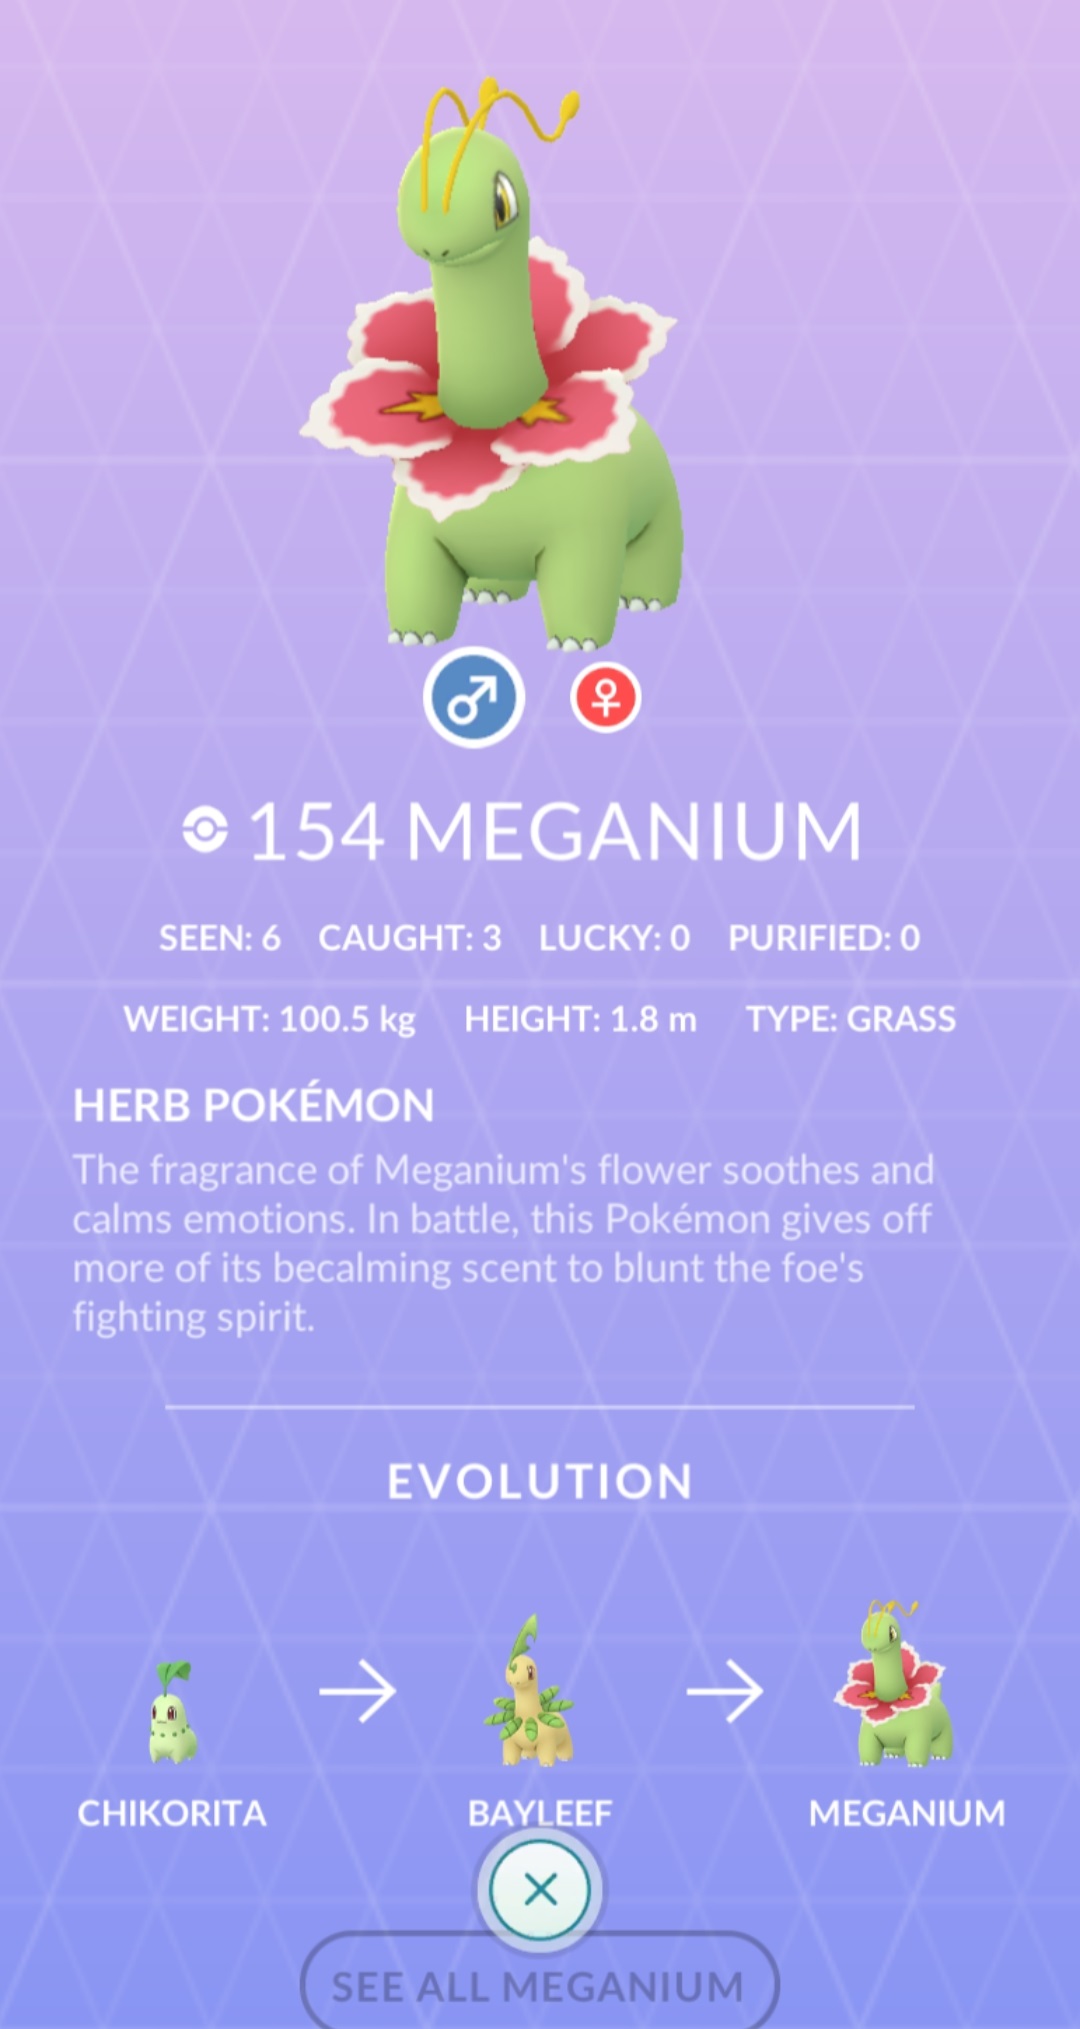 154 MEGANIUM
SEEN: 6 CAUGHT: 3 LUCKY: 0 PURIFIED: 0
WEIGHT: 100.5 kg HEIGHT: 1.8 m TYPE: GRASS
HERB POKÉMON
The fragrance of Meganium's flower soothes and
calms emotions. In battle, this Pokémon gives off
more of its becalming scent to blunt the foe's
fighting spirit.
EVOLUTION
CHIKORITA BAYLEEF MEGANIUM
SEE ALL MEGANIUM